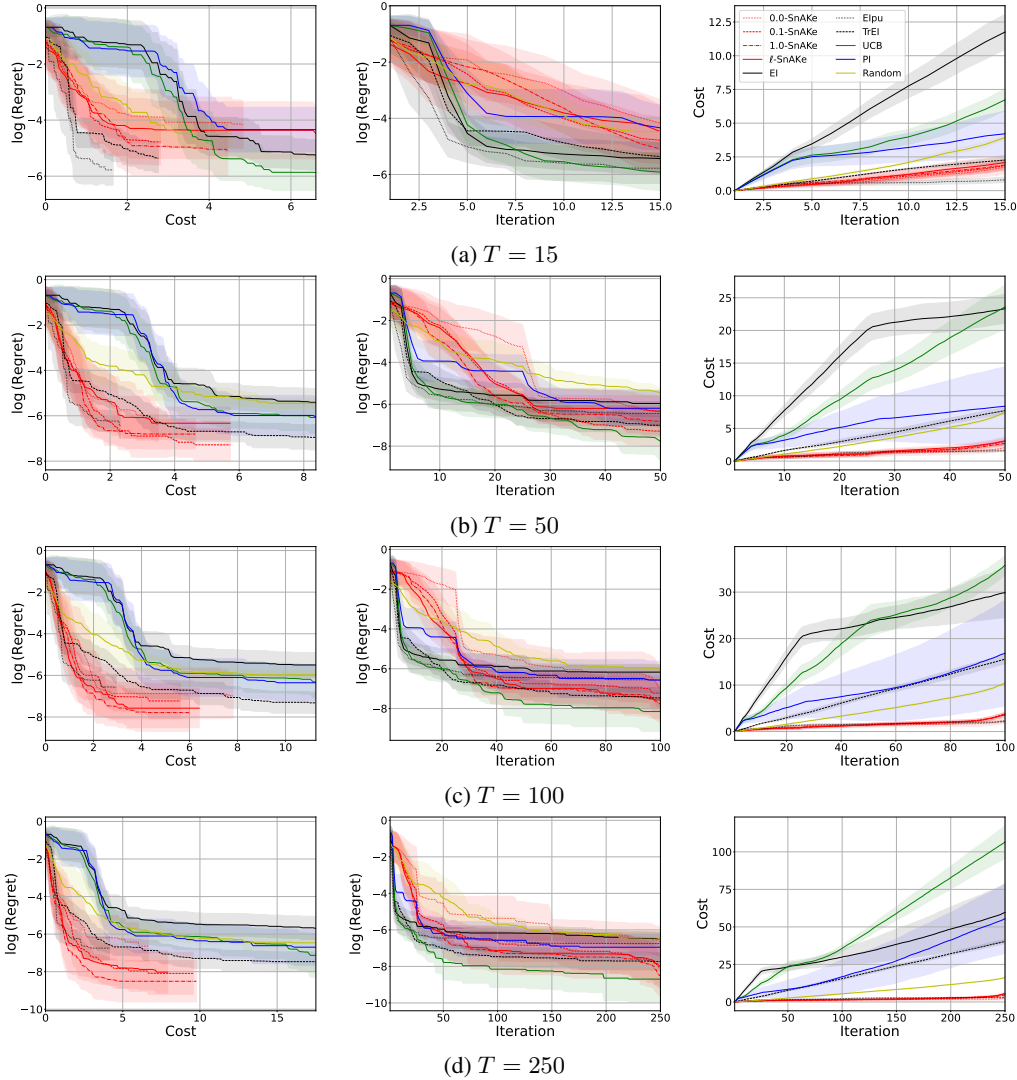 0
−2
−4
−6
0 2 4 6
Cost
log (Regret)
−2
−4
−6
2.5 5.0 7.5 10.0 12.5 15.0
Iteration
log (Regret)
12.5
10.0
7.5
5.0
2.5
0.0
2.5 5.0 7.5 10.0 12.5 15.0
Iteration
Cost
0.0-SnAKe
0.1-SnAKe
1.0-SnAKe
ℓ-SnAKe
EI
EIpu
TrEI
UCB
PI
Random
(a) T = 15
0
−2
−4
−6
−8
0 2 4 6 8
Cost
log (Regret)
0
−2
−4
−6
−8
10 20 30 40 50
Iteration
log (Regret)
25
20
15
10
5
0
10 20 30 40 50
Iteration
Cost
(b) T = 50
0
−2
−4
−6
−8
0 2 4 6 8 10
Cost
log (Regret)
0
−2
−4
−6
−8
20 40 60 80 100
Iteration
log (Regret)
30
20
10
0
20 40 60 80 100
Iteration
Cost
(c) T = 100
0
−2
−4
−6
−8
−10
0 5 10 15
Cost
log (Regret)
0
−2
−4
−6
−8
−10
50 100 150 200 250
Iteration
log (Regret)
100
75
50
25
0
50 100 150 200 250
Iteration
Cost
(d) T = 250